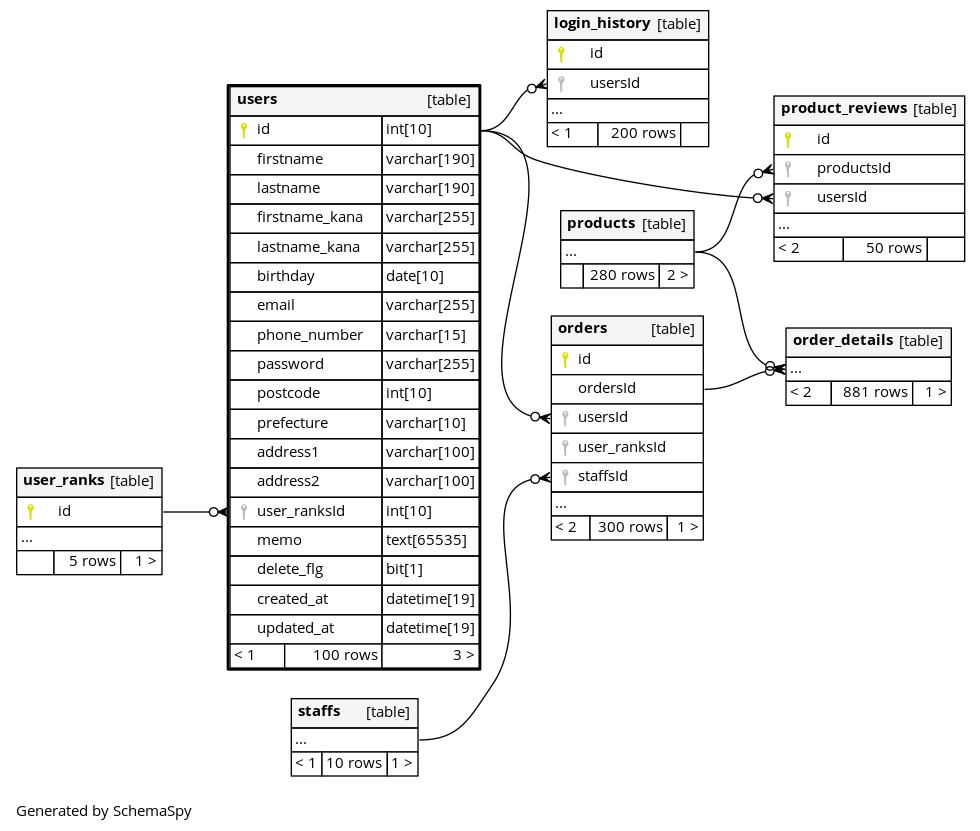 login_history [table]
id
usersId
...
< 1 200 rows
users [table]
id int[10]
firstname varchar[190]
lastname varchar[190]
firstname_kana varchar[255]
lastname_kana varchar[255]
birthday date[10]
email varchar[255]
phone_number varchar[15]
password varchar[255]
postcode int[10]
prefecture varchar[10]
address1 varchar[100]
address2 varchar[100]
user_ranksId int[10]
memo text[65535]
delete_flg bit[1]
created_at datetime[19]
updated_at datetime[19]
< 1 100 rows 3 >
product_reviews [table]
id
productsId
usersId
...
< 2 50 rows
products [table]
...
280 rows 2 >
orders [table]
id
ordersId
usersId
user_ranksId
staffsId
...
< 2 300 rows 1 >
order_details [table]
...
< 2 881 rows 1 >
user_ranks [table]
id
...
5 rows 1 >
staffs [table]
...
< 1 10 rows 1 >
Generated by SchemaSpy